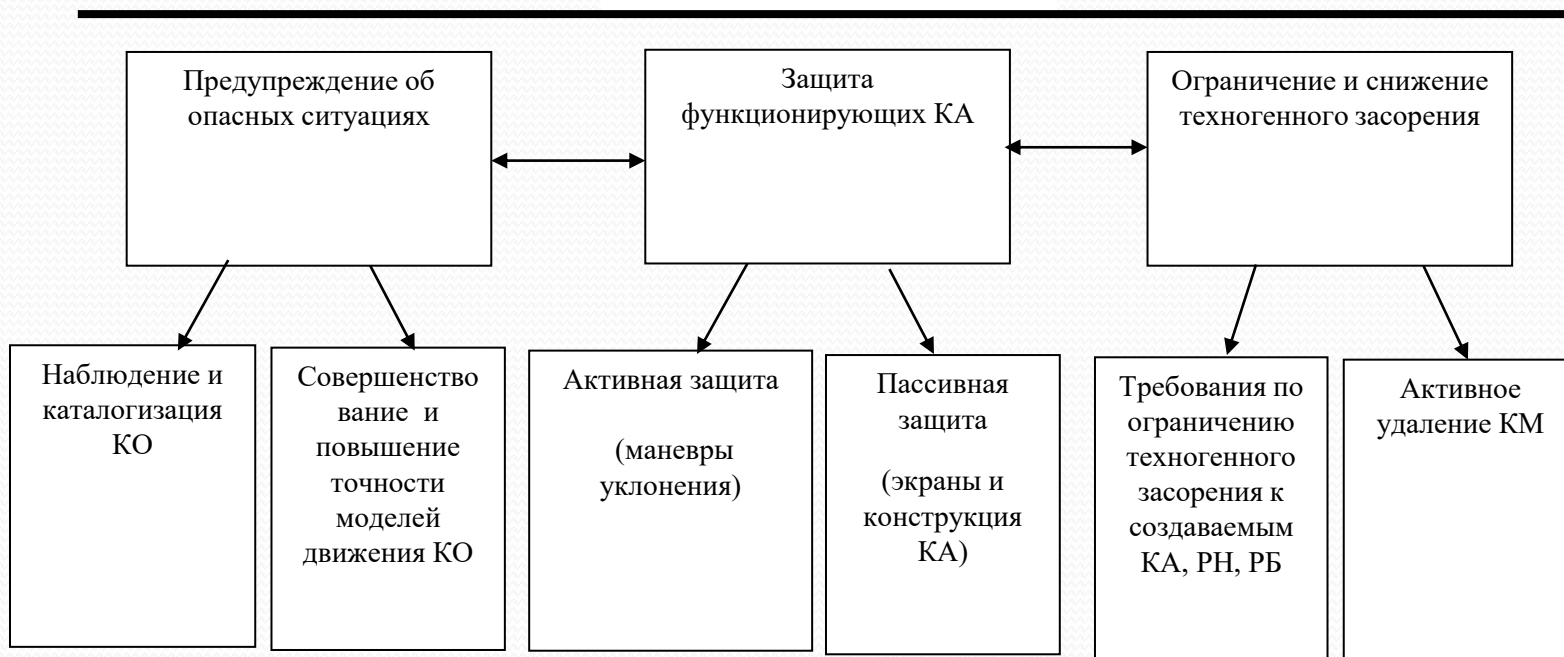 Предупреждение об
опасных ситуациях
Защита
функционирующих КА
Ограничение и снижение
техногенного засорения
Наблюдение и
каталогизация
КО
Совершенство
вание и
повышение
точности
моделей
движения КО
Активная защита
(маневры
уклонения)
Пассивная
защита
(экраны и
конструкция
КА)
Требования по
ограничению
техногенного
засорения к
создаваемым
КА, РН, РБ
Активное
удаление КМ